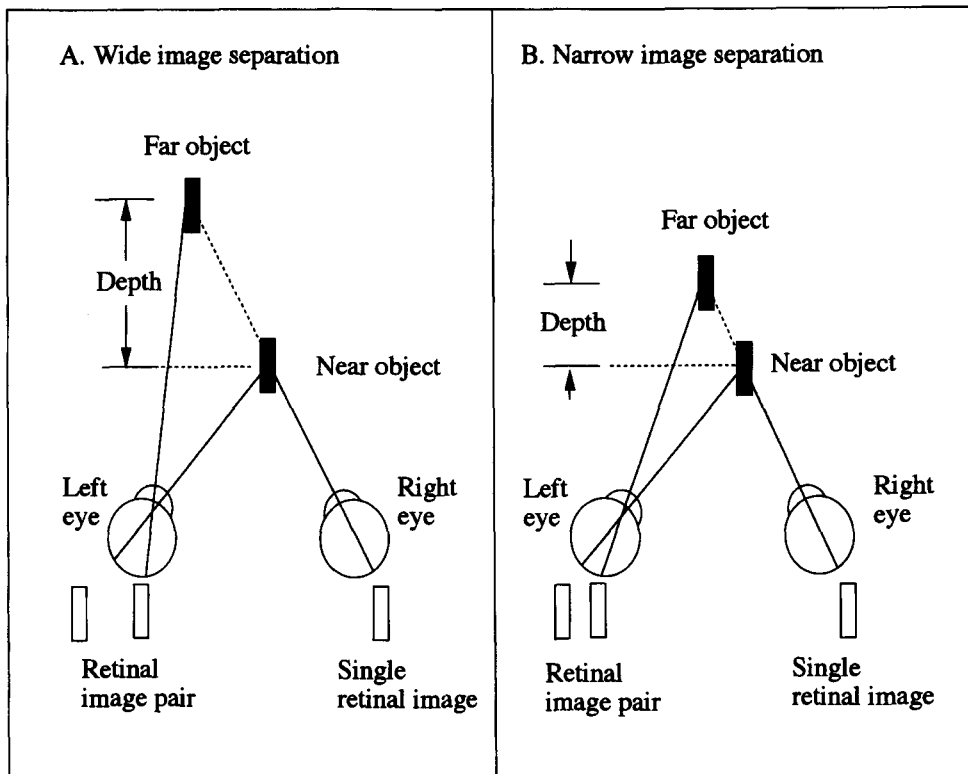 A. Wide image separation
Far object
Depth
Near object
Left
eye
Right
eye
Retinal
image pair
Single
retinal image
B. Narrow image separation
Far object
Depth
Near object
Left
eye
Right
eye
Retinal
image pair
Single
retinal image